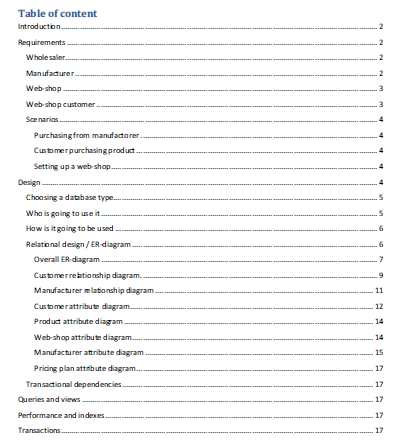 Table of content
Introduction 2
Requirements 2
Wholesaler 2
Manufacturer 2
Web-shop 3
Web-shop customer 3
Scenarios 4
Purchasing from manufactorer 4
Customer purchasing product 4
Setting up a web-shop 4
Design 4
Choosing a database type 5
Who is going to use it 5
How is it going to be used 6
Relational design / ER-diagram 6
Overall ER-diagram 7
Customer relationship diagram 9
Manufacturer relationship diagram 11
Customer attribute diagram 12
Product attribute diagram 14
Web-shop attribute diagram 14
Manufacturer attribute diagram 15
Pricing plan attribute diagram 17
Transactional dependencies 17
Queries and views 17
Performance and indexes 17
Transactions 17